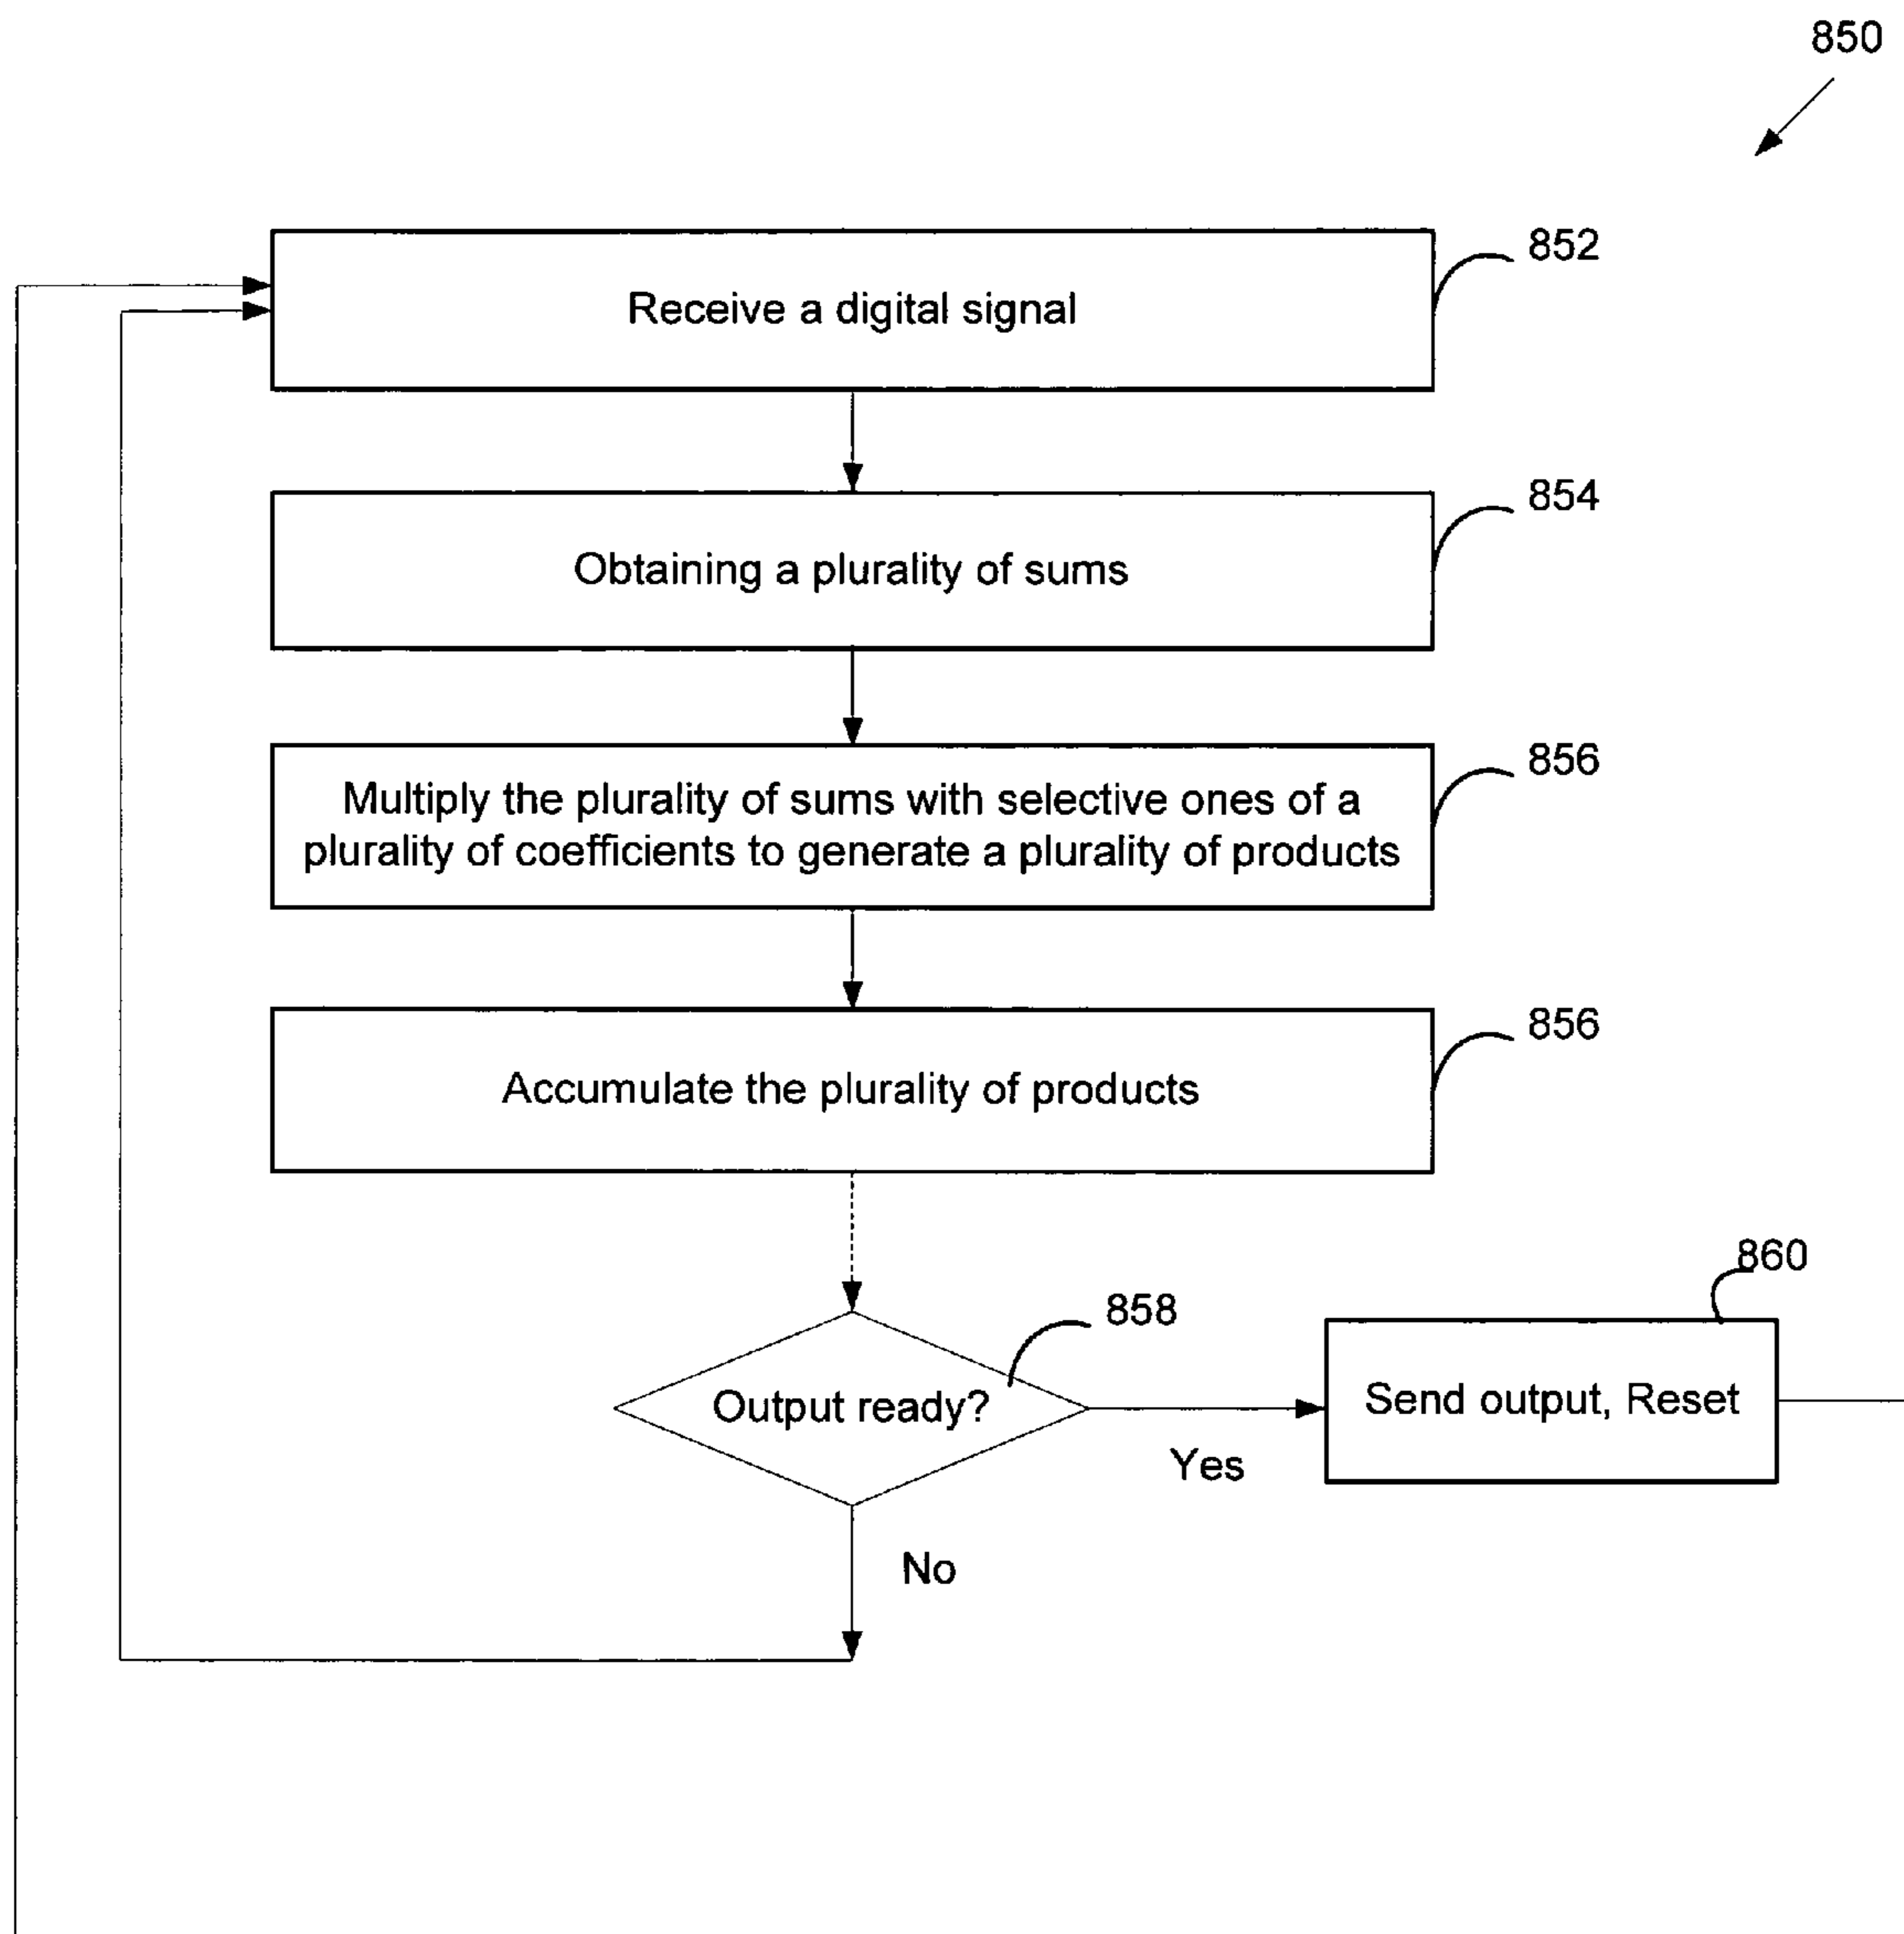 850
Receive a digital signal
852
Obtaining a plurality of sums
854
Multiply the plurality of sums with selective ones of a
plurality of coefficients to generate a plurality of products
856
Accumulate the plurality of products
856
Output ready?
858
Yes
Send output, Reset
860
No